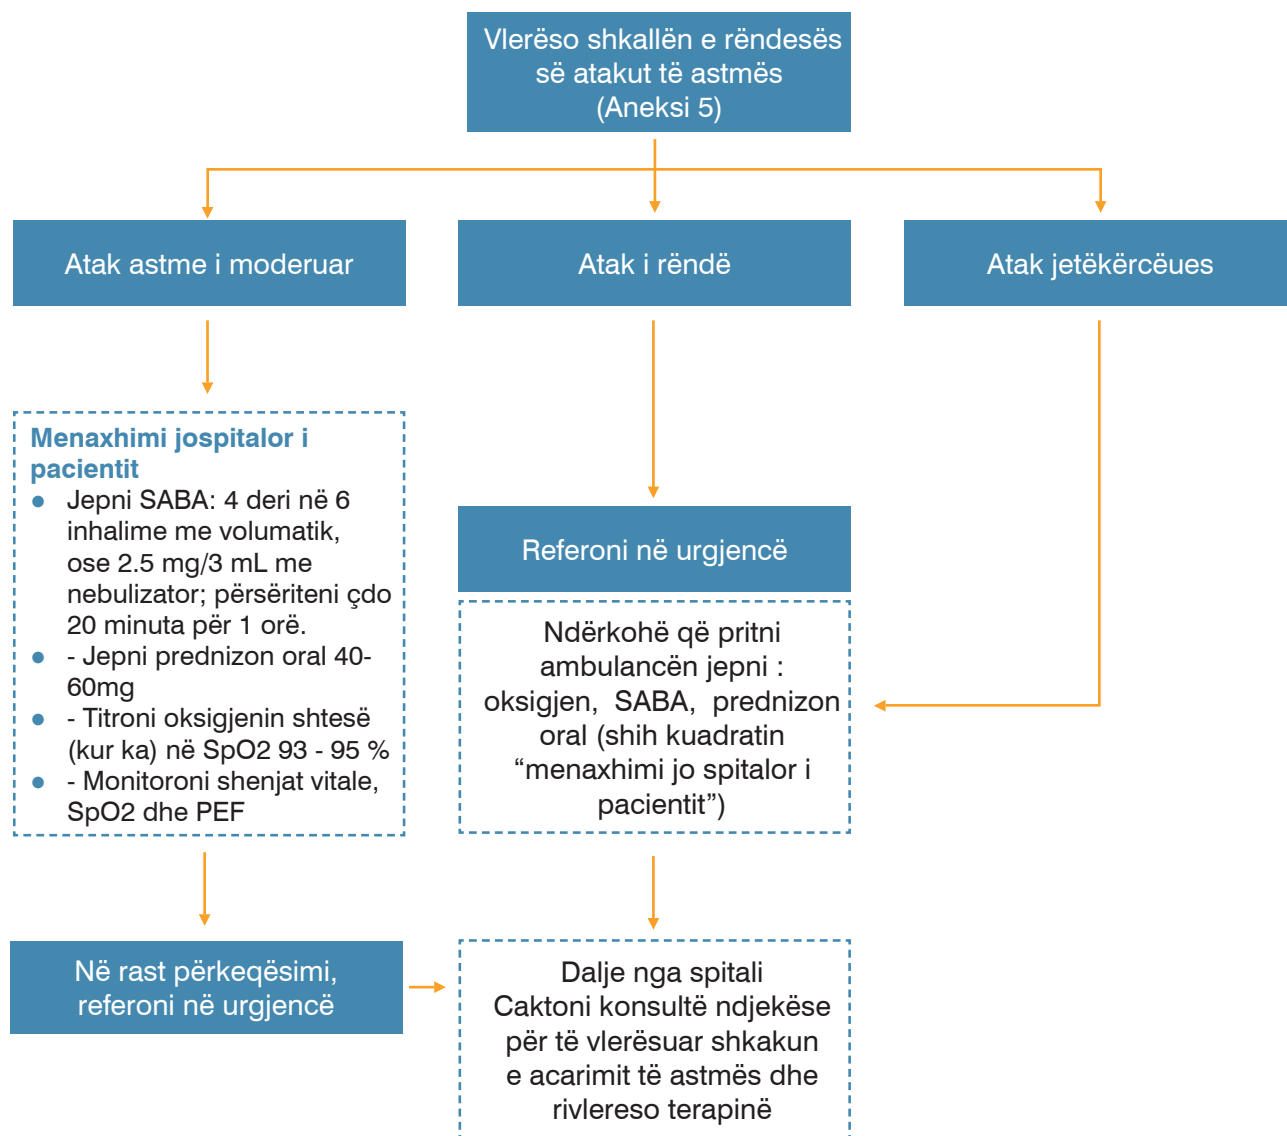 Vlerëso shkallën e rëndesës
së atakut të astmës
(Aneksi 5)
Atak astme i moderuar
Atak i rëndë
Atak jetëkërcëues
Menaxhimi jospitalor i
pacientit
● Jepni SABA: 4 deri në 6
inhalime me volumatik,
ose 2.5 mg/3 mL me
nebulizator; përsëriteni çdo
20 minuta për 1 orë.
● - Jepni prednizon oral 40-
60mg
● - Titroni oksigjenin shtesë
(kur ka) në SpO2 93 - 95 %
● - Monitoroni shenjat vitale,
SpO2 dhe PEF
Referoni në urgjencë
Ndërkohë që pritni
ambulancën jepni :
oksigjen, SABA, prednizon
oral (shih kuadratin
“menaxhimi jo spitalor i
pacientit”)
Në rast përkeqësimi,
referoni në urgjencë
Dalje nga spitali
Caktoni konsultë ndjekëse
për të vlerësuar shkakun
e acarimit të astmës dhe
rivlereso terapinë